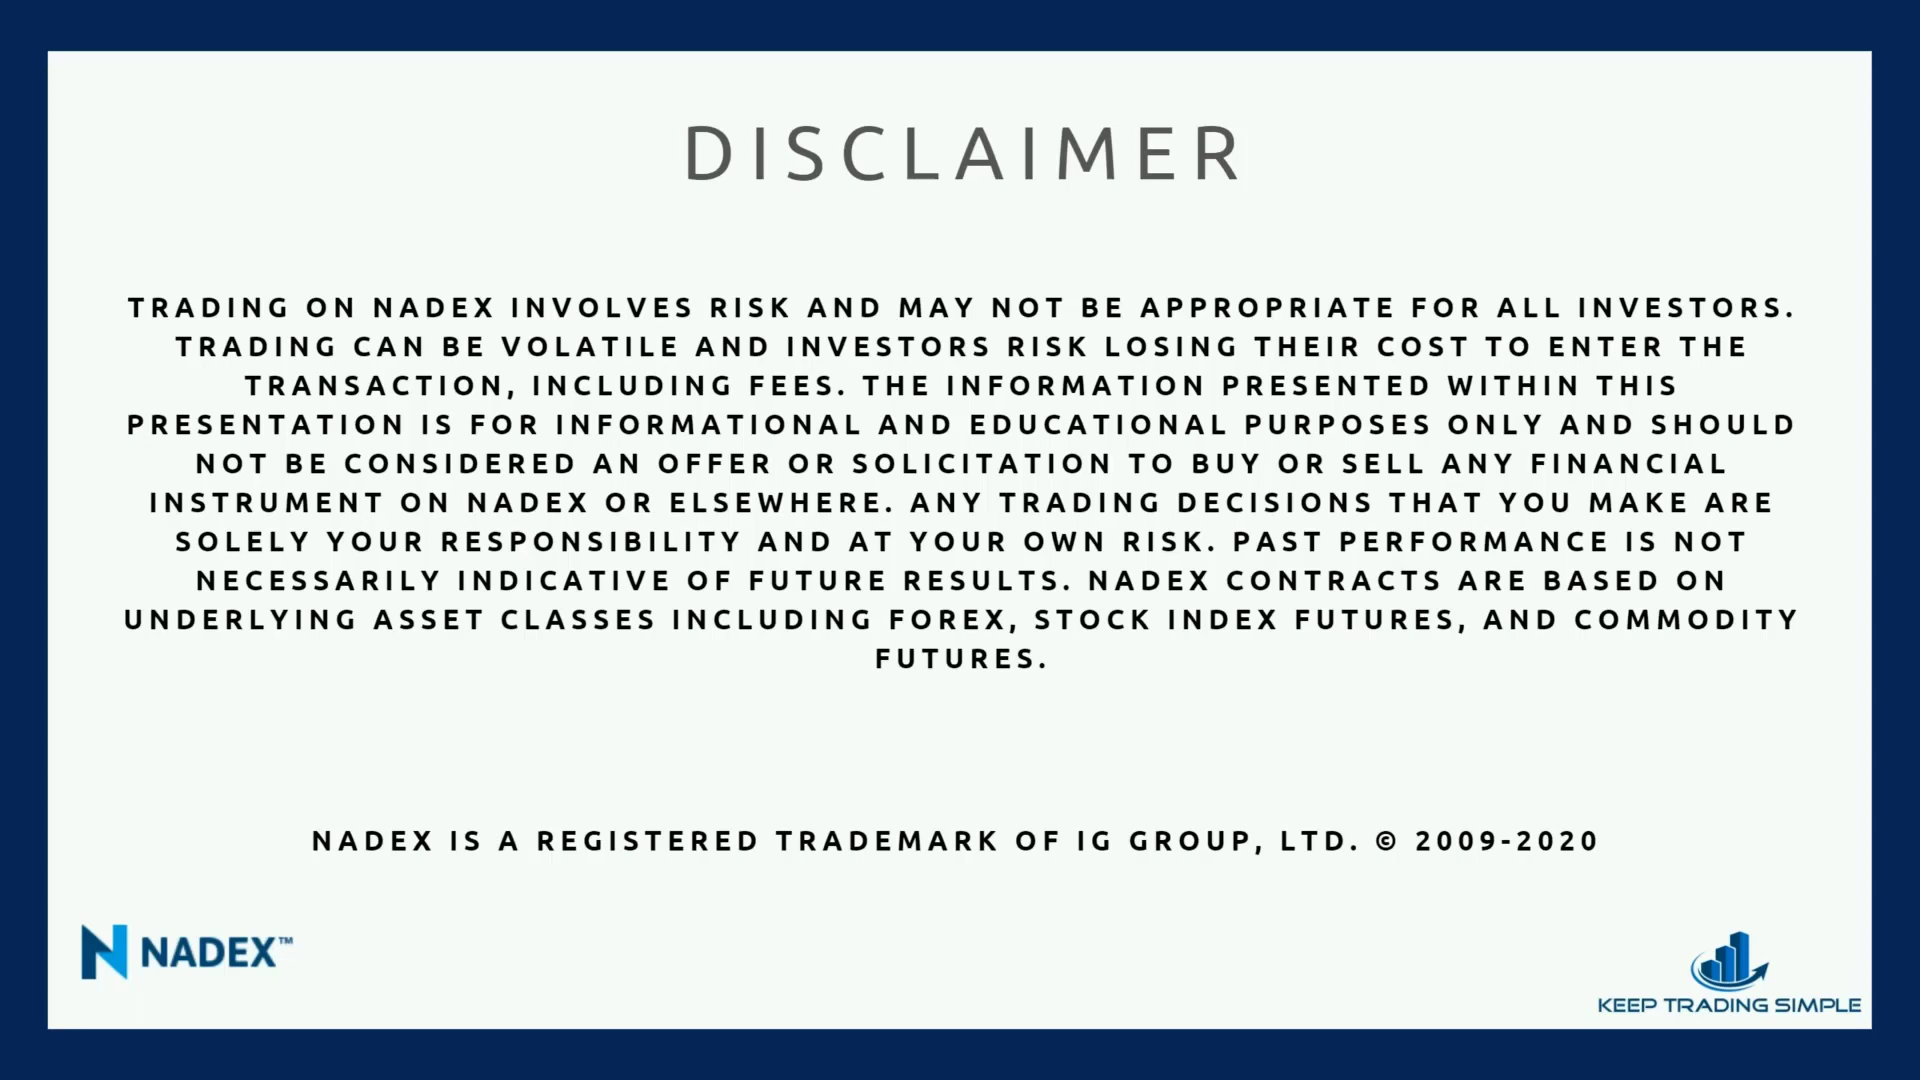 DISCLAIMER
TRADING ON NADEX INVOLVES RISK AND MAY NOT BE APPROPRIATE FOR ALL INVESTORS.
TRADING CAN BE VOLATILE AND INVESTORS RISK LOSING THEIR COST TO ENTER THE
TRANSACTION, INCLUDING FEES. THE INFORMATION PRESENTED WITHIN THIS
PRESENTATION IS FOR INFORMATIONAL AND EDUCATIONAL PURPOSES ONLY AND SHOULD
NOT BE CONSIDERED AN OFFER OR SOLICITATION TO BUY OR SELL ANY FINANCIAL
INSTRUMENT ON NADEX OR ELSEWHERE. ANY TRADING DECISIONS THAT YOU MAKE ARE
SOLELY YOUR RESPONSIBILITY AND AT YOUR OWN RISK. PAST PERFORMANCE IS NOT
NECESSARILY INDICATIVE OF FUTURE RESULTS. NADEX CONTRACTS ARE BASED ON
UNDERLYING ASSET CLASSES INCLUDING FOREX, STOCK INDEX FUTURES, AND COMMODITY
FUTURES.
NADEX IS A REGISTERED TRADEMARK OF IG GROUP, LTD. © 2009-2020
NADEX™
KEEP TRADING SIMPLE